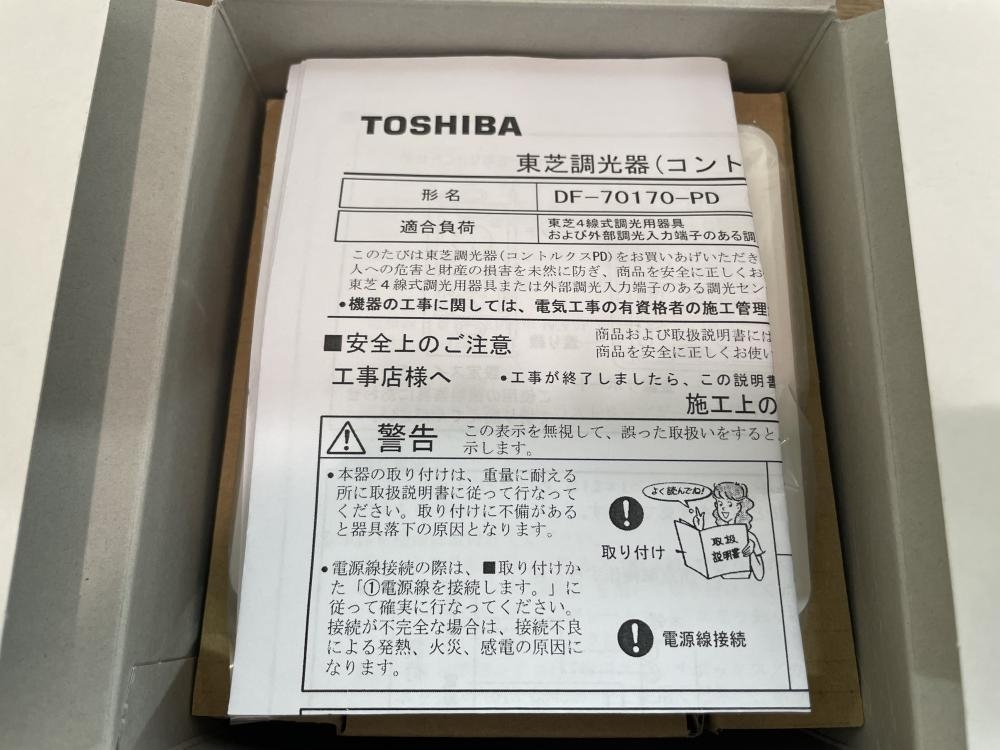 TOSHIBA
東芝調光器(コント
形名 DF-70170-PD
適合負荷 東芝4線式調光用器具
および外部調光入力端子のある調
このたびは東芝調光器(コントルクスPD)をお買いあげいただき
人への危害と財産の損害を未然に防ぎ、商品を安全に正しくお
東芝4線式調光用器具または外部調光入力端子のある調光セン
•機器の工事に関しては、電気工事の有資格者の施工管理
■安全上のご注意
商品および取扱説明書には
商品を安全に正しくお使い
工事店様へ
•工事が終了しましたら、この説明書
施工上の
警告
この表示を無視して、誤った取扱いをすると、
示します。
•本器の取り付けは、重量に耐える
所に取扱説明書に従って行なって
ください。取り付けに不備がある
と器具落下の原因となります。
よく読んでね!
取扱
説明書
取り付け
•電源線接続の際は、■取り付けか
た「①電源線を接続します。」に
従って確実に行なってください。
接続が不完全な場合は、接続不良
による発熱、火災、感電の原因に
なります。
電源線接続